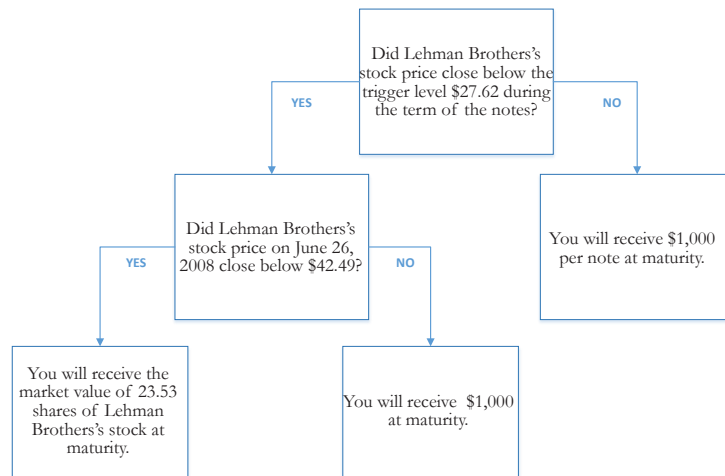 Did Lehman Brothers's
stock price close below the
trigger level $27.62 during
the term of the notes?
YES
NO
Did Lehman Brothers's
stock price on June 26,
2008 close below $42.49?
You will receive $1,000
per note at maturity.
YES
NO
You will receive the
market value of 23.53
shares of Lehman
Brothers's stock at
maturity.
You will receive $1,000
at maturity.